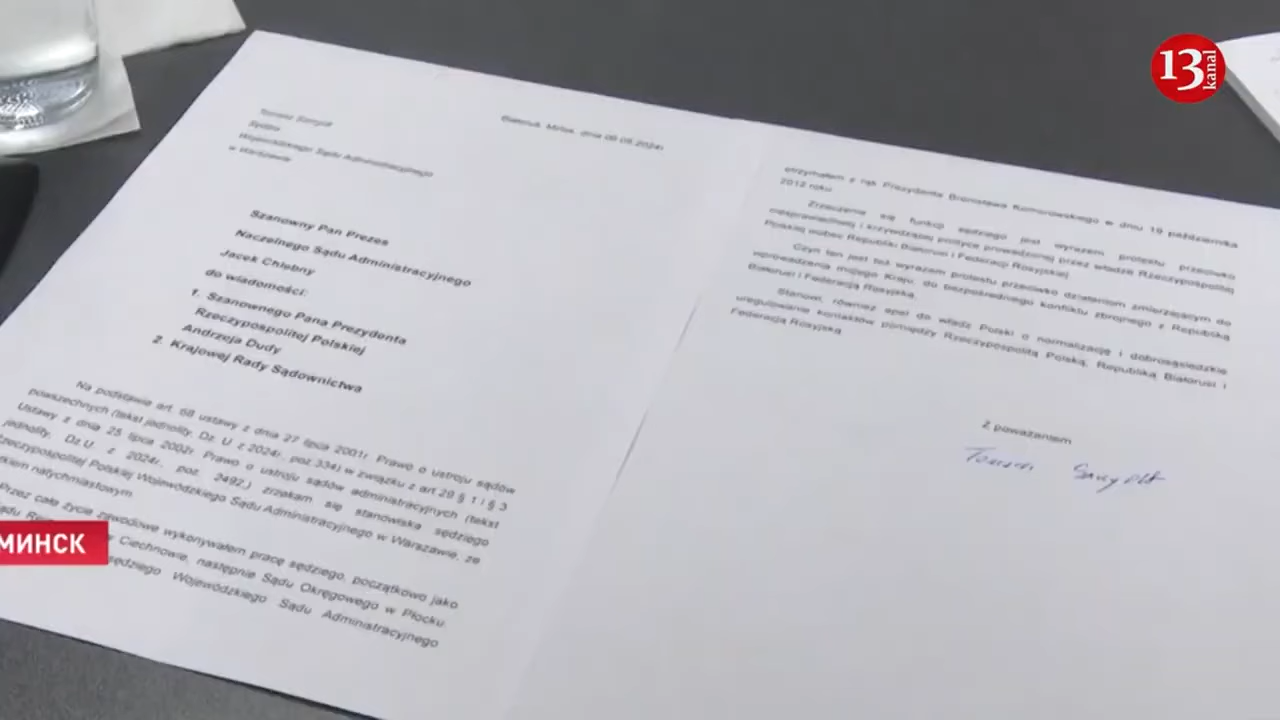 13 kanal
Tomasz Szmydt
Sędzia
Wojewódzkiego Sądu Administracyjnego
w Warszawie
Białoruś, Mińsk, dnia 06.05.2024r
Szanowny Pan Prezes
Naczelnego Sądu Administracyjnego
Jacek Chlebny
do wiadomości:
1. Szanownego Pana Prezydenta
Rzeczypospolitej Polskiej
Andrzeja Dudy
2. Krajowej Rady Sądownictwa
Na podstawie art. 68 ustawy z dnia 27 lipca 2001r. Prawo o ustroju sądów
powszechnych (tekst jednolity. Dz. U. z 2024r, poz.334) w związku z art 29 § 1 i § 3
Ustawy z dnia 25 lipca 2002r. Prawo o ustroju sądów administracyjnych (tekst
jednolity. Dz.U. z 2024r, poz. 2492.) zrzekam się stanowiska sędziego
Rzeczypospolitej Polskiej Wojewódzkiego Sądu Administracyjnego w Warszawie, ze
natychmiastowym
Przez całe życie zawodowe wykonywałem pracę sędziego, początkowo jako
Ciechnowie, następnie Sądu Okręgowego w Płocku
sędziego Wojewódzkiego Sądu Administracyjnego
otrzymałem z rąk Prezydenta Bronisława Komorowskiego w dniu 19 października
2012 roku
Zrzeczenie się funkcji sędziego jest wyrazem protestu przeciwko
niesprawiedliwej i krzywdzącej polityce prowadzonej przez władze Rzeczypospolitej
Polskiej wobec Republiki Białorusi i Federacji Rosyjskiej
Czyn ten jest też wyrazem protestu przeciwko działaniom zmierzającym do
wprowadzenia mojego Kraju, do bezpośredniego konfliktu zbrojnego z Republiką
Białorusi i Federacją Rosyjską.
Stanowi, również apel do władz Polski o normalizację i dobrosąsiedzkie
uregulowanie kontaktów pomiędzy Rzeczypospolitą Polską, Republiką Białorusi i
Federacją Rosyjską
Z poważaniem
Tomasz Szmydt
МИНСК